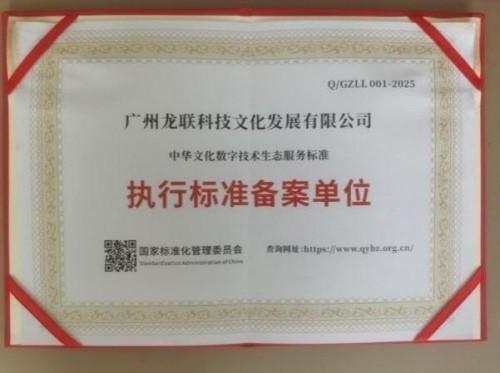 Q/GZLL 001-2025
广州龙联科技文化发展有限公司
中华文化数字技术生态服务标准
执行标准备案单位
国家标准化管理委员会
Standardization Administration of China
查询网址:https://www.qybz.org.cn/